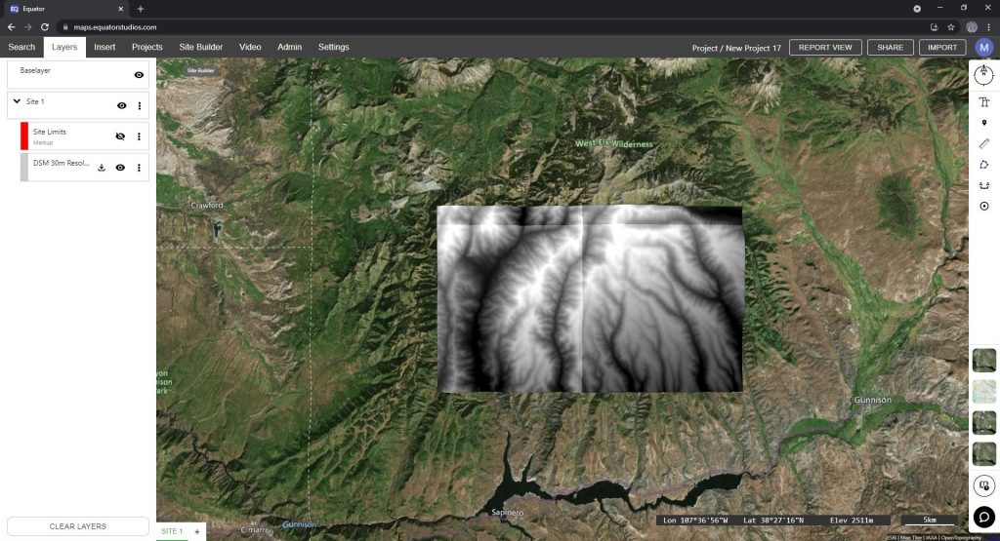 Equator
maps.equatorstudios.com
Search Layers Insert Projects Site Builder Video Admin Settings
Project / New Project 17 REPORT VIEW SHARE IMPORT M
Baselayer
Site 1
Site Limits
Markup
DSM 30m Resol...
CLEAR LAYERS
Site Builder
West Elk Wilderness
Crawford
Gunnison
Sapinero
Cimarron
Gunnison
SITE 1 +
Lon 107°36'56"W Lat 38°27'16"N Elev 2511m 5km
ESRI | Map Tiler | JAXA | OpenTopography